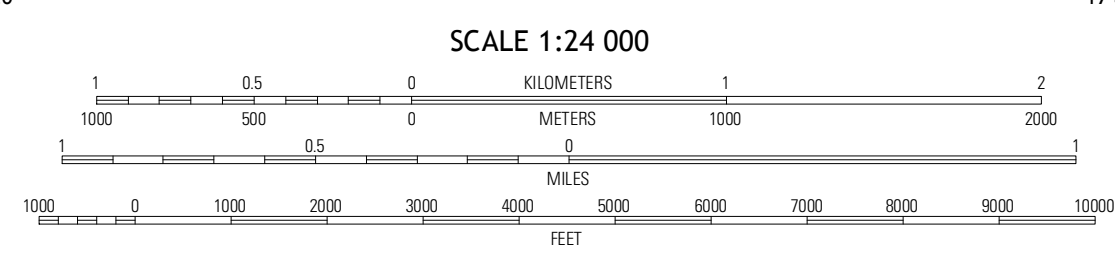 SCALE 1:24 000
1 0.5 0 KILOMETERS 1 2
1000 500 0 METERS 1000 2000
1 0.5 0 1
MILES
1000 0 1000 2000 3000 4000 5000 6000 7000 8000 9000 10000
FEET